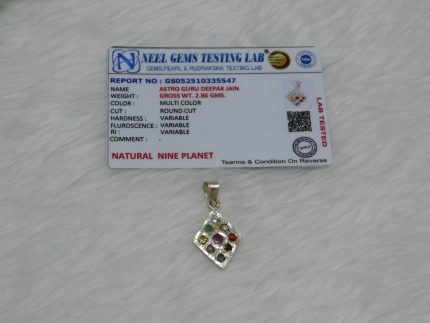 NEEL GEMS TESTING LAB
GEMS,PEARL & RUDRAKSHA TESTING LAB
REPORT NO : GS052510335547
NAME : ASTRO GURU DEEPAK JAIN
WEIGHT : GROSS WT. 2.86 GMS.
COLOR : MULTI COLOR
CUT : ROUND CUT
HARDNESS : VARIABLE
FLUROSCENCE : VARIABLE
RI : VARIABLE
COMMENT : -
NATURAL NINE PLANET
LAB TESTED
Tearms & Condition On Reverse